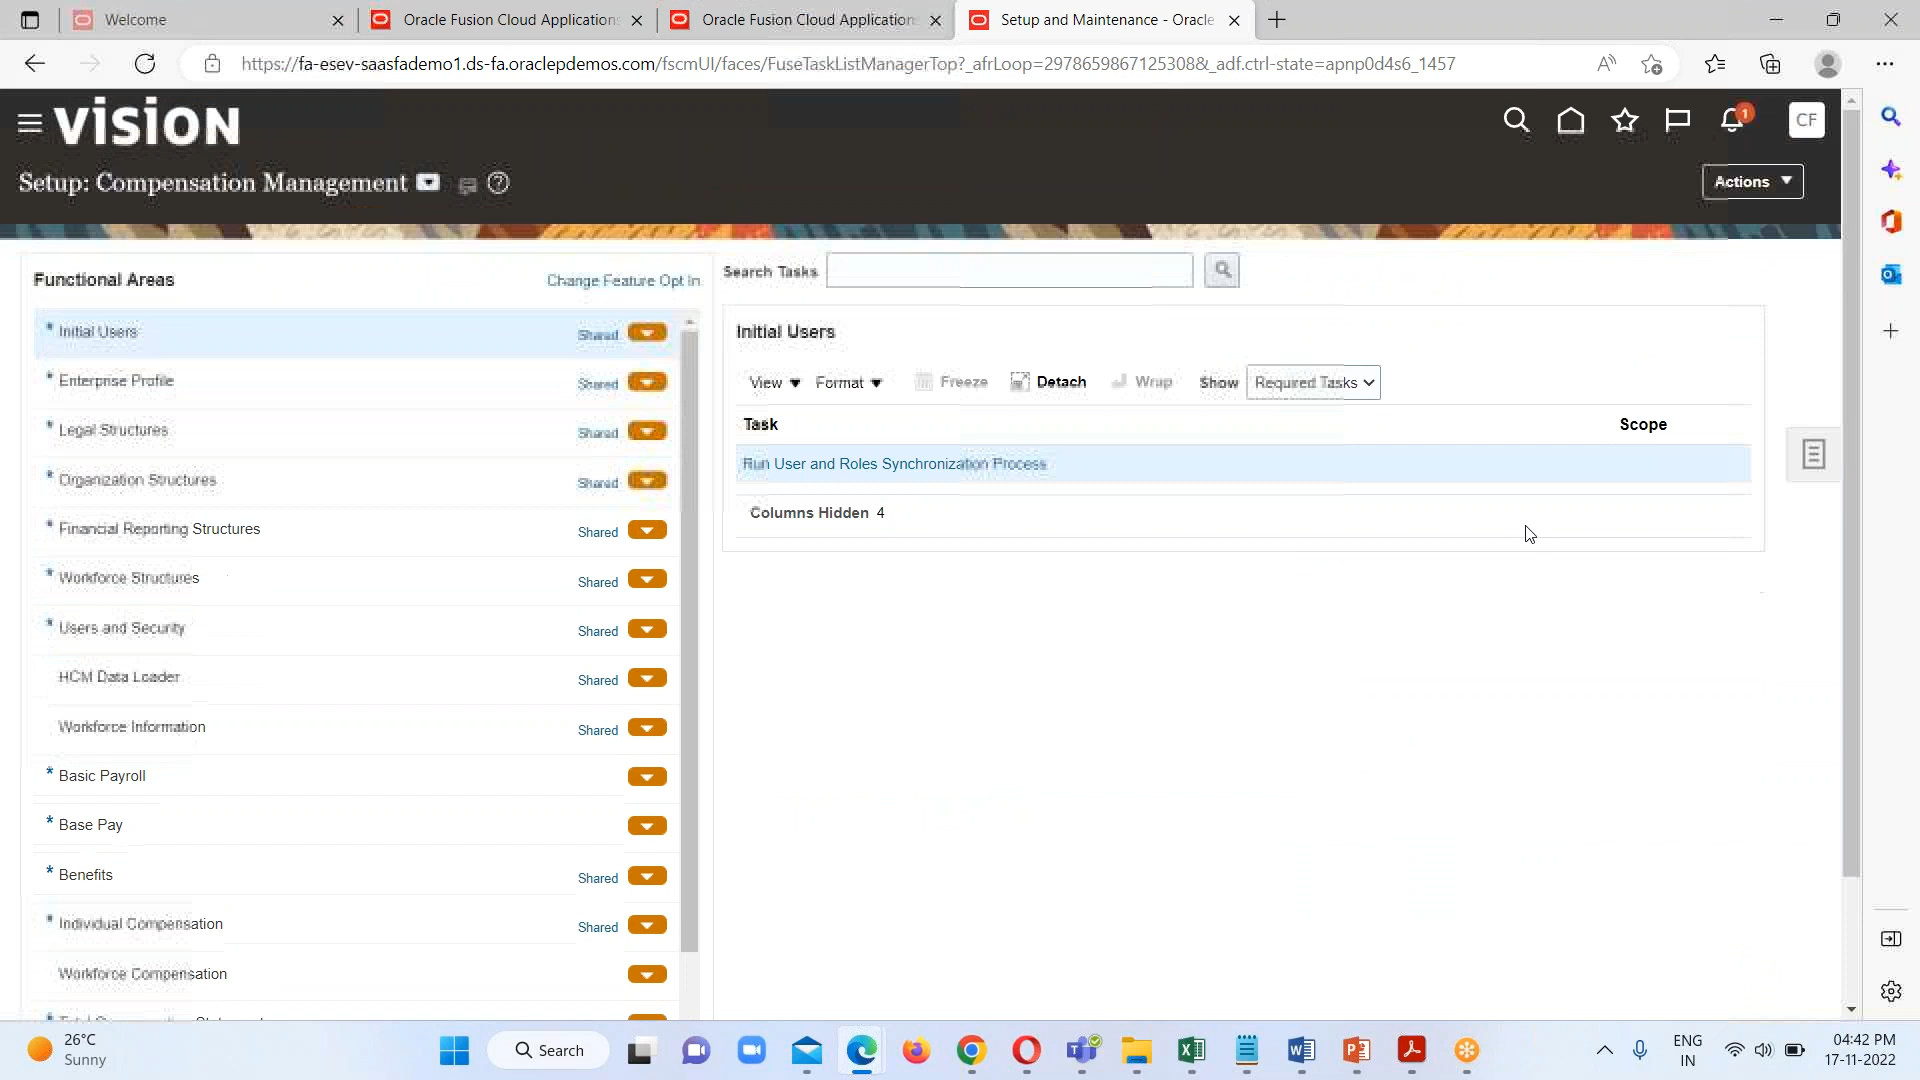 Welcome
Oracle Fusion Cloud Applications
Oracle Fusion Cloud Applications
Setup and Maintenance - Oracle
https://fa-esev-saasfademo1.ds-fa.oraclepdemos.com/fscmUI/faces/FuseTaskListManagerTop?_afrLoop=29786598671253088&_adf.ctrl-state=apnp0d4s6_1457
VISION
1
CF
Setup: Compensation Management
Actions
Functional Areas
Change Feature Opt In
Search Tasks
* Initial Users Shared
* Enterprise Profile Shared
* Legal Structures Shared
* Organization Structures Shared
* Financial Reporting Structures Shared
* Workforce Structures Shared
* Users and Security Shared
HCM Data Loader Shared
Workforce Information Shared
* Basic Payroll
* Base Pay
* Benefits Shared
* Individual Compensation Shared
Workforce Compensation
Initial Users
View Format Freeze Detach Wrap Show Required Tasks
Task Scope
Run User and Roles Synchronization Process
Columns Hidden 4
26°C
Sunny
Search
ENG
IN
04:42 PM
17-11-2022